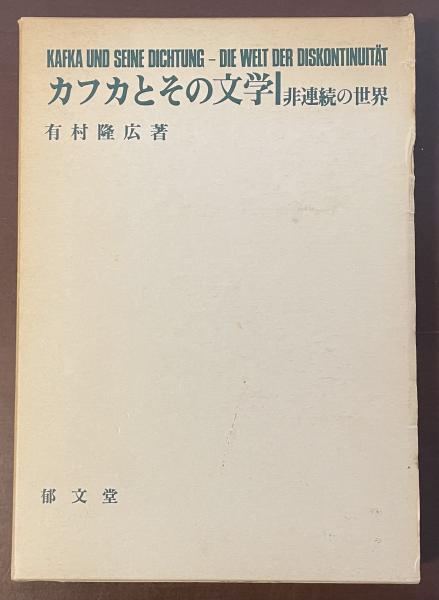 KAFKA UND SEINE DICHTUNG – DIE WELT DER DISKONTINUITÄT
カフカとその文学|非連続の世界
有村隆広著
郁文堂